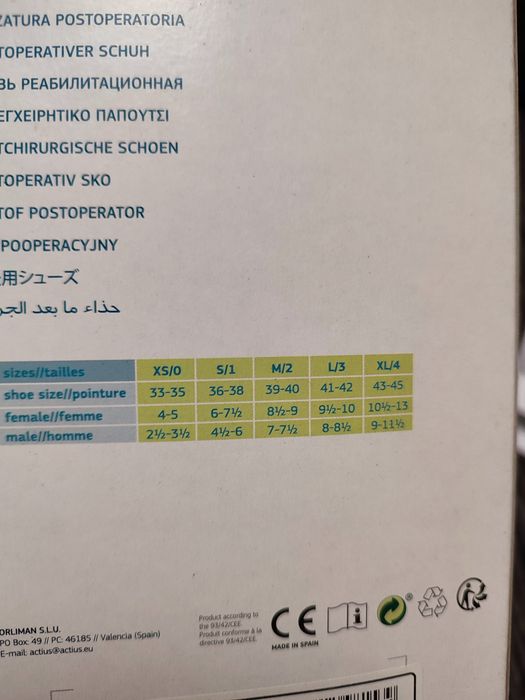 ZATURA POSTOPERATORIA
TOPERATIVER SCHUH
ВЬ РЕАБИЛИТАЦИОННАЯ
ΕΓΧΕΙΡΗΤΙΚΟ ΠΑΠΟΥΤΣΙ
TCHIRURGISCHE SCHOEN
TOPERATIV SKO
TOF POSTOPERATOR
POOPERACYJNY
用シューズ
حذاء ما بعد الجر
sizes//tailles XS/0 S/1 M/2 L/3 XL/4
shoe size//pointure 33-35 36-38 39-40 41-42 43-45
female//femme 4-5 6-7½ 8½-9 9½-10 10½-13
male//homme 2½-3½ 4½-6 7-7½ 8-8½ 9-11½
ORLIMAN S.L.U.
PO Box: 49 // PC: 46185 // Valencia (Spain)
E-mail: actius@actius.eu
Product according to
the 93/42/CEE.
Produit conforme à la
directive 93/42/CEE.
CE
MADE IN SPAIN
i
®